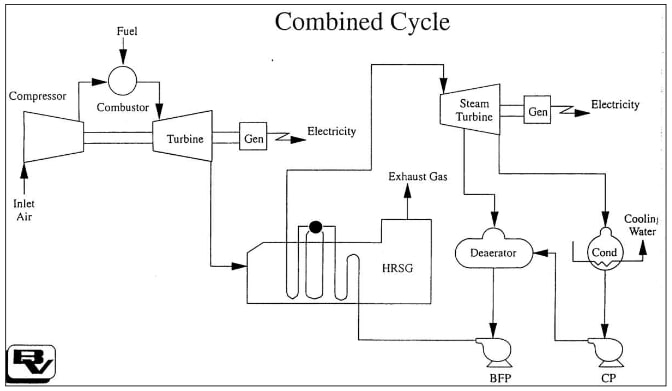 Combined Cycle
Fuel
Compressor
Combustor
Turbine
Gen
Electricity
Inlet
Air
Exhaust Gas
HRSG
Steam
Turbine
Gen
Electricity
Deaerator
Cond
Cooling
Water
BFP
CP
BV